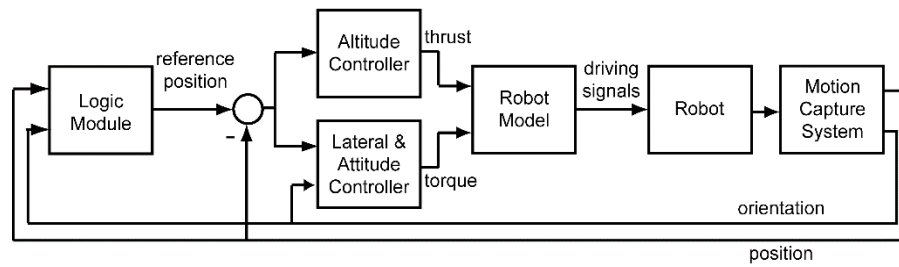 Logic
Module
reference
position
–
Altitude
Controller
thrust
Lateral &
Attitude
Controller
torque
Robot
Model
driving
signals
Robot
Motion
Capture
System
orientation
position